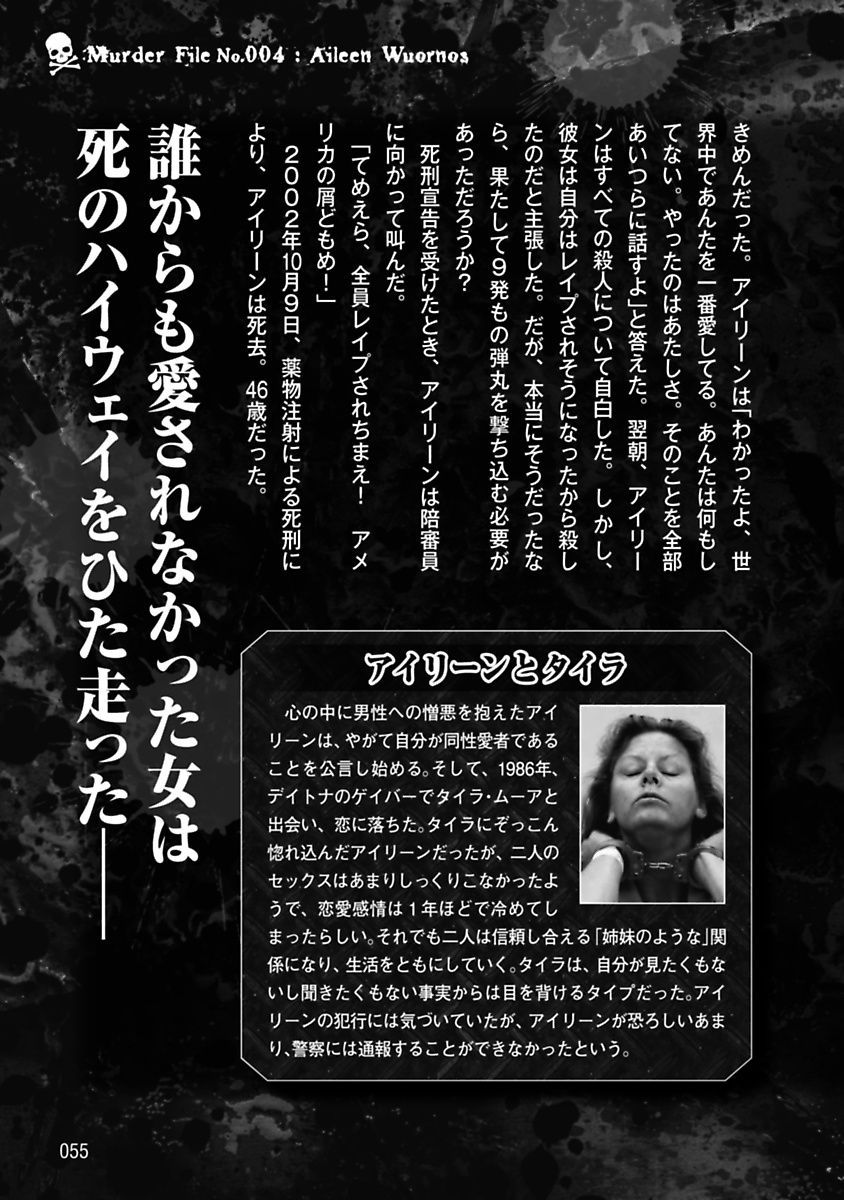 Murder File No.004 : Aileen Wuornos
きめんだった。アイリーンは「わかったよ、世
界中であんたを一番愛してる。あんたは何もし
てない。やったのはあたしさ。そのことを全部
あいつらに話すよ」と答えた。翌朝、アイリー
ンはすべての殺人について自白した。しかし、
彼女は自分はレイプされそうになったから殺し
たのだと主張した。だが、本当にそうだったな
ら、果たして9発もの弾丸を撃ち込む必要が
あっただろうか？
死刑宣告を受けたとき、アイリーンは陪審員
に向かって叫んだ。
「てめえら、全員レイプされちまえ！　アメ
リカの屑どもめ！」
2002年10月9日、薬物注射による死刑に
より、アイリーンは死去。46歳だった。
誰からも愛されなかった女は
死のハイウェイをひた走った――
アイリーンとタイラ
心の中に男性への憎悪を抱えたアイ
リーンは、やがて自分が同性愛者である
ことを公言し始める。そして、1986年、
デイトナのゲイバーでタイラ・ムーアと
出会い、恋に落ちた。タイラにぞっこん
惚れ込んだアイリーンだったが、二人の
セックスはあまりしっくりこなかったよ
うで、恋愛感情は1年ほどで冷めてし
まったらしい。それでも二人は信頼し合える「姉妹のような」関
係になり、生活をともにしていく。タイラは、自分が見たくもな
いし聞きたくもない事実からは目を背けるタイプだった。アイ
リーンの犯行には気づいていたが、アイリーンが恐ろしいあま
り、警察には通報することができなかったという。
055